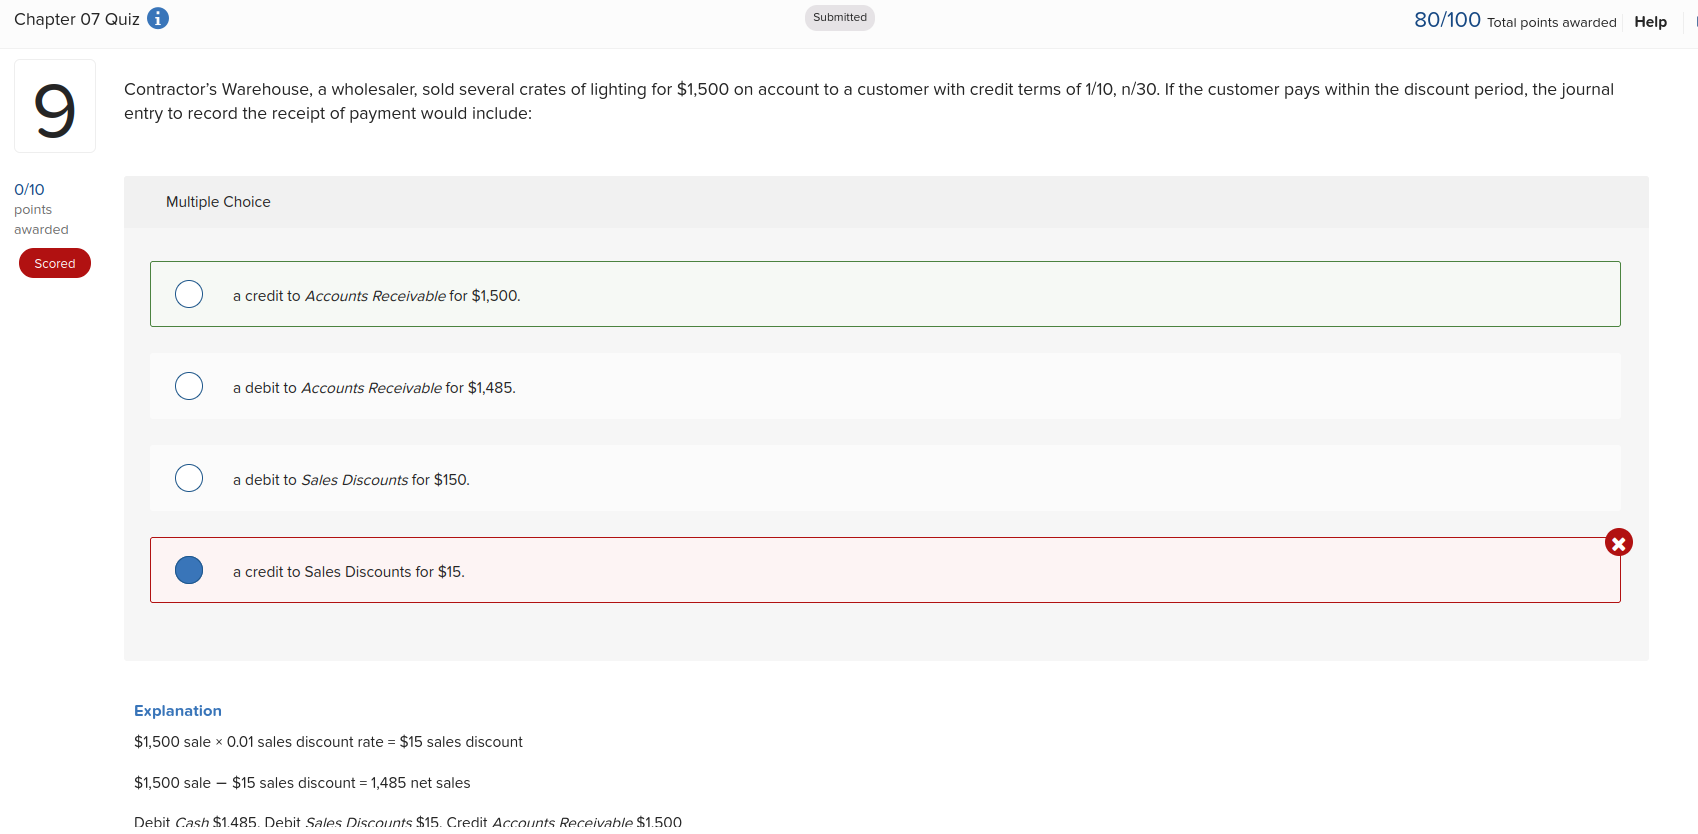 Chapter 07 Quiz i
Submitted
80/100 Total points awarded
Help
9
Contractor's Warehouse, a wholesaler, sold several crates of lighting for $1,500 on account to a customer with credit terms of 1/10, n/30. If the customer pays within the discount period, the journal
entry to record the receipt of payment would include:
0/10
points
awarded
Scored
Multiple Choice
a credit to Accounts Receivable for $1,500.
a debit to Accounts Receivable for $1,485.
a debit to Sales Discounts for $150.
a credit to Sales Discounts for $15.
Explanation
$1,500 sale × 0.01 sales discount rate = $15 sales discount
$1,500 sale − $15 sales discount = 1,485 net sales
Debit Cash $1,485, Debit Sales Discounts $15, Credit Accounts Receivable $1,500